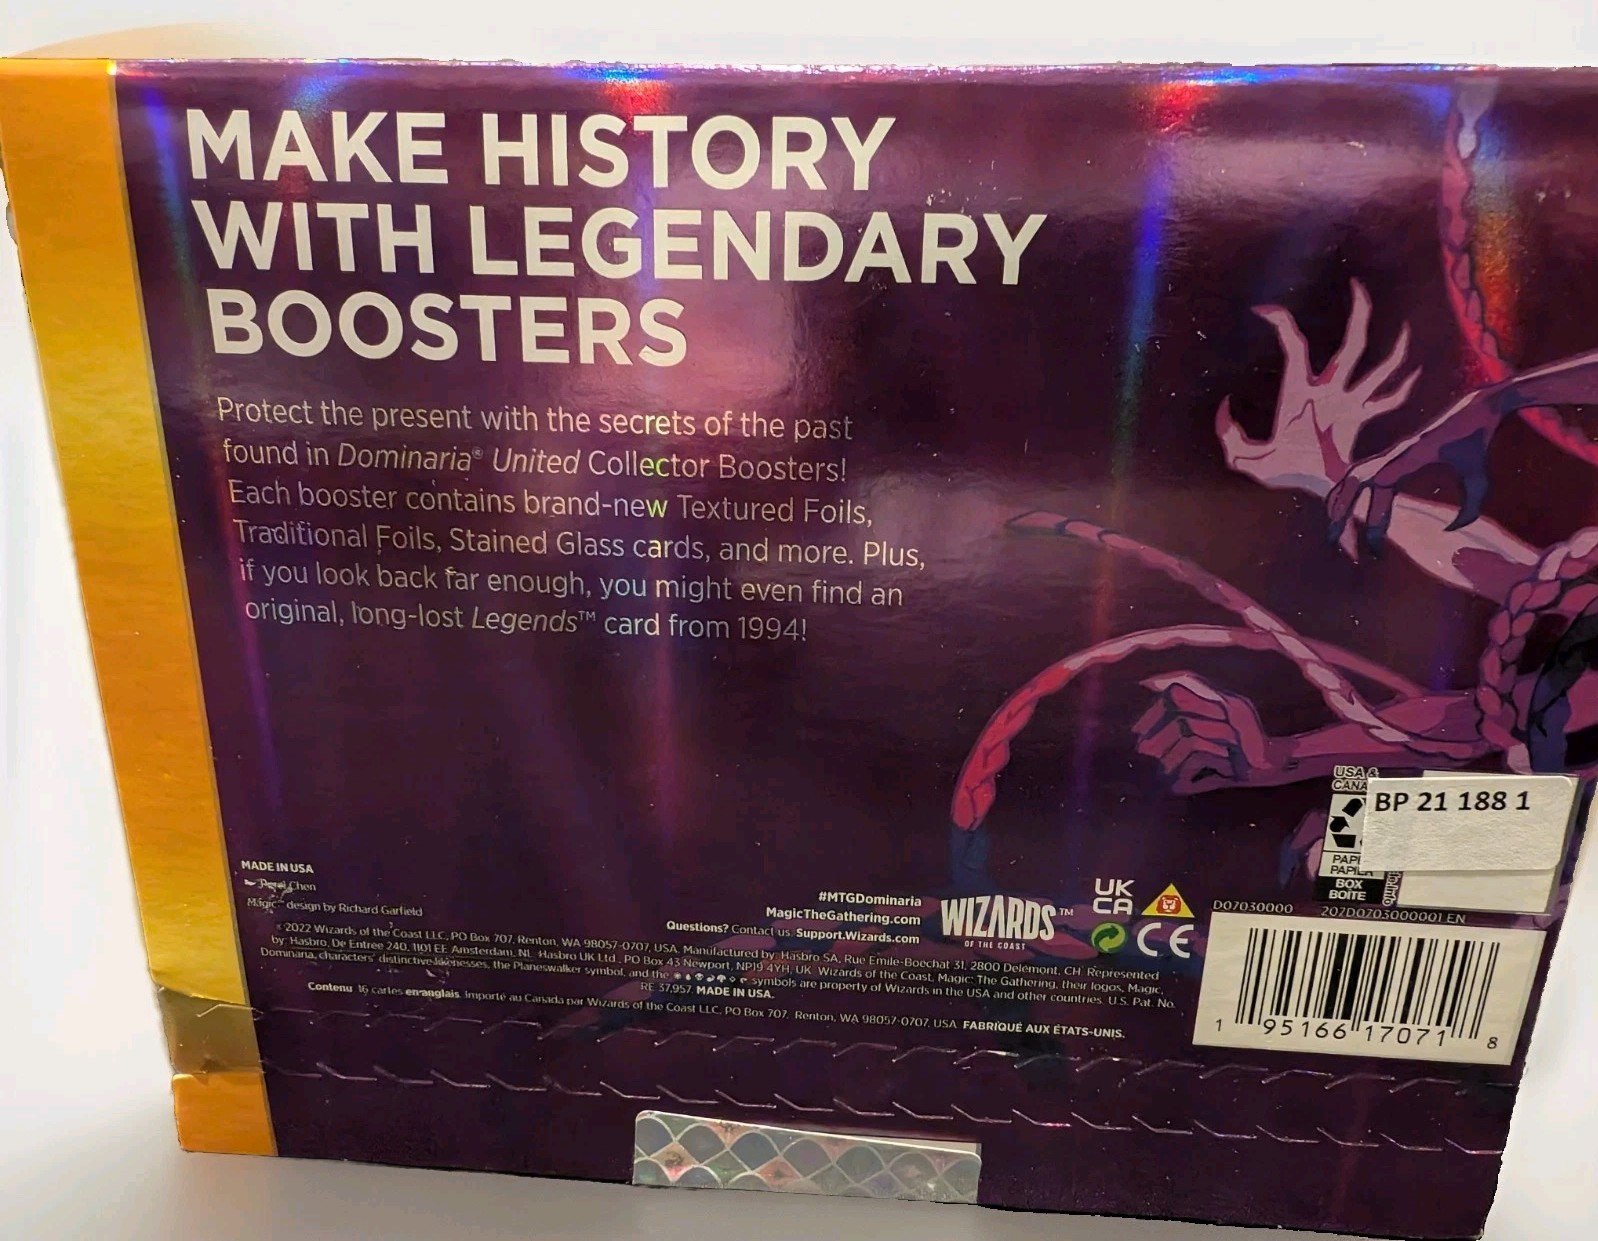 MAKE HISTORY
WITH LEGENDARY
BOOSTERS
Protect the present with the secrets of the past
found in Dominaria® United Collector Boosters!
Each booster contains brand-new Textured Foils,
Traditional Foils, Stained Glass cards, and more. Plus,
if you look back far enough, you might even find an
original, long-lost Legends™ card from 1994!
USA &
CANA
BP 21 188 1
PAPI
PAPIER
BOX
BOÎTE
MADE IN USA
Chen
Magic™ design by Richard Garfield
#MTGDominaria
MagicTheGathering.com
Questions? Contact us. Support.Wizards.com
WIZARDS™
OF THE COAST
UK
CA
CE
D07030000
207D0703000001 EN
©2022 Wizards of the Coast LLC, PO Box 707, Renton, WA 98057-0707, USA. Manufactured by: Hasbro SA, Rue Emile-Boechat 31, 2800 Delemont, CH. Represented
by: Hasbro, De Entree 240, 1101 EE Amsterdam, NL. Hasbro UK Ltd., PO Box 43 Newport, NP19 4YH, UK. Wizards of the Coast, Magic: The Gathering, their logos, Magic,
Dominaria, characters' distinctive likenesses, the Planeswalker symbol, and the symbols are property of Wizards in the USA and other countries. U.S. Pat. No.
RE 37,957. MADE IN USA.
Contenu 16 cartes en anglais. Importé au Canada par Wizards of the Coast LLC, PO Box 707, Renton, WA 98057-0707, USA. FABRIQUÉ AUX ÉTATS-UNIS.
1 95166 17071 8